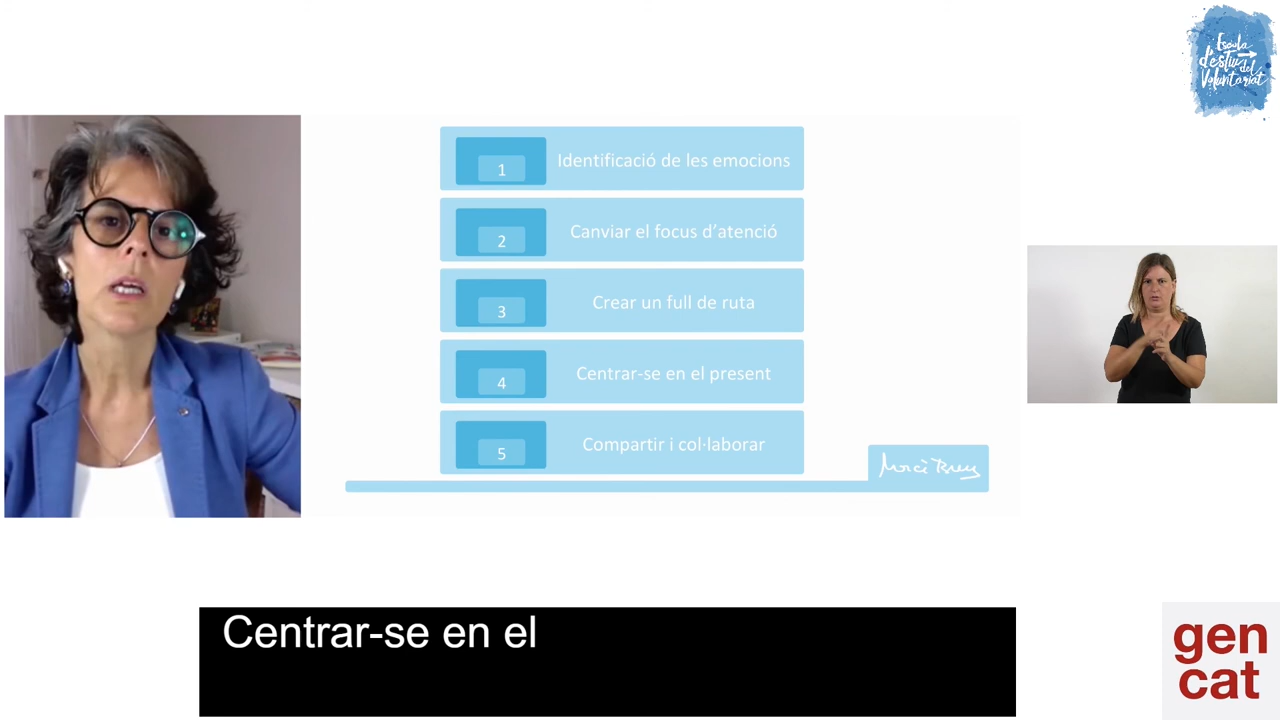 Escola
d'estiu del
Voluntariat
1 Identificació de les emocions
2 Canviar el focus d'atenció
3 Crear un full de ruta
4 Centrar-se en el present
5 Compartir i col·laborar
Centrar-se en el
gen
cat